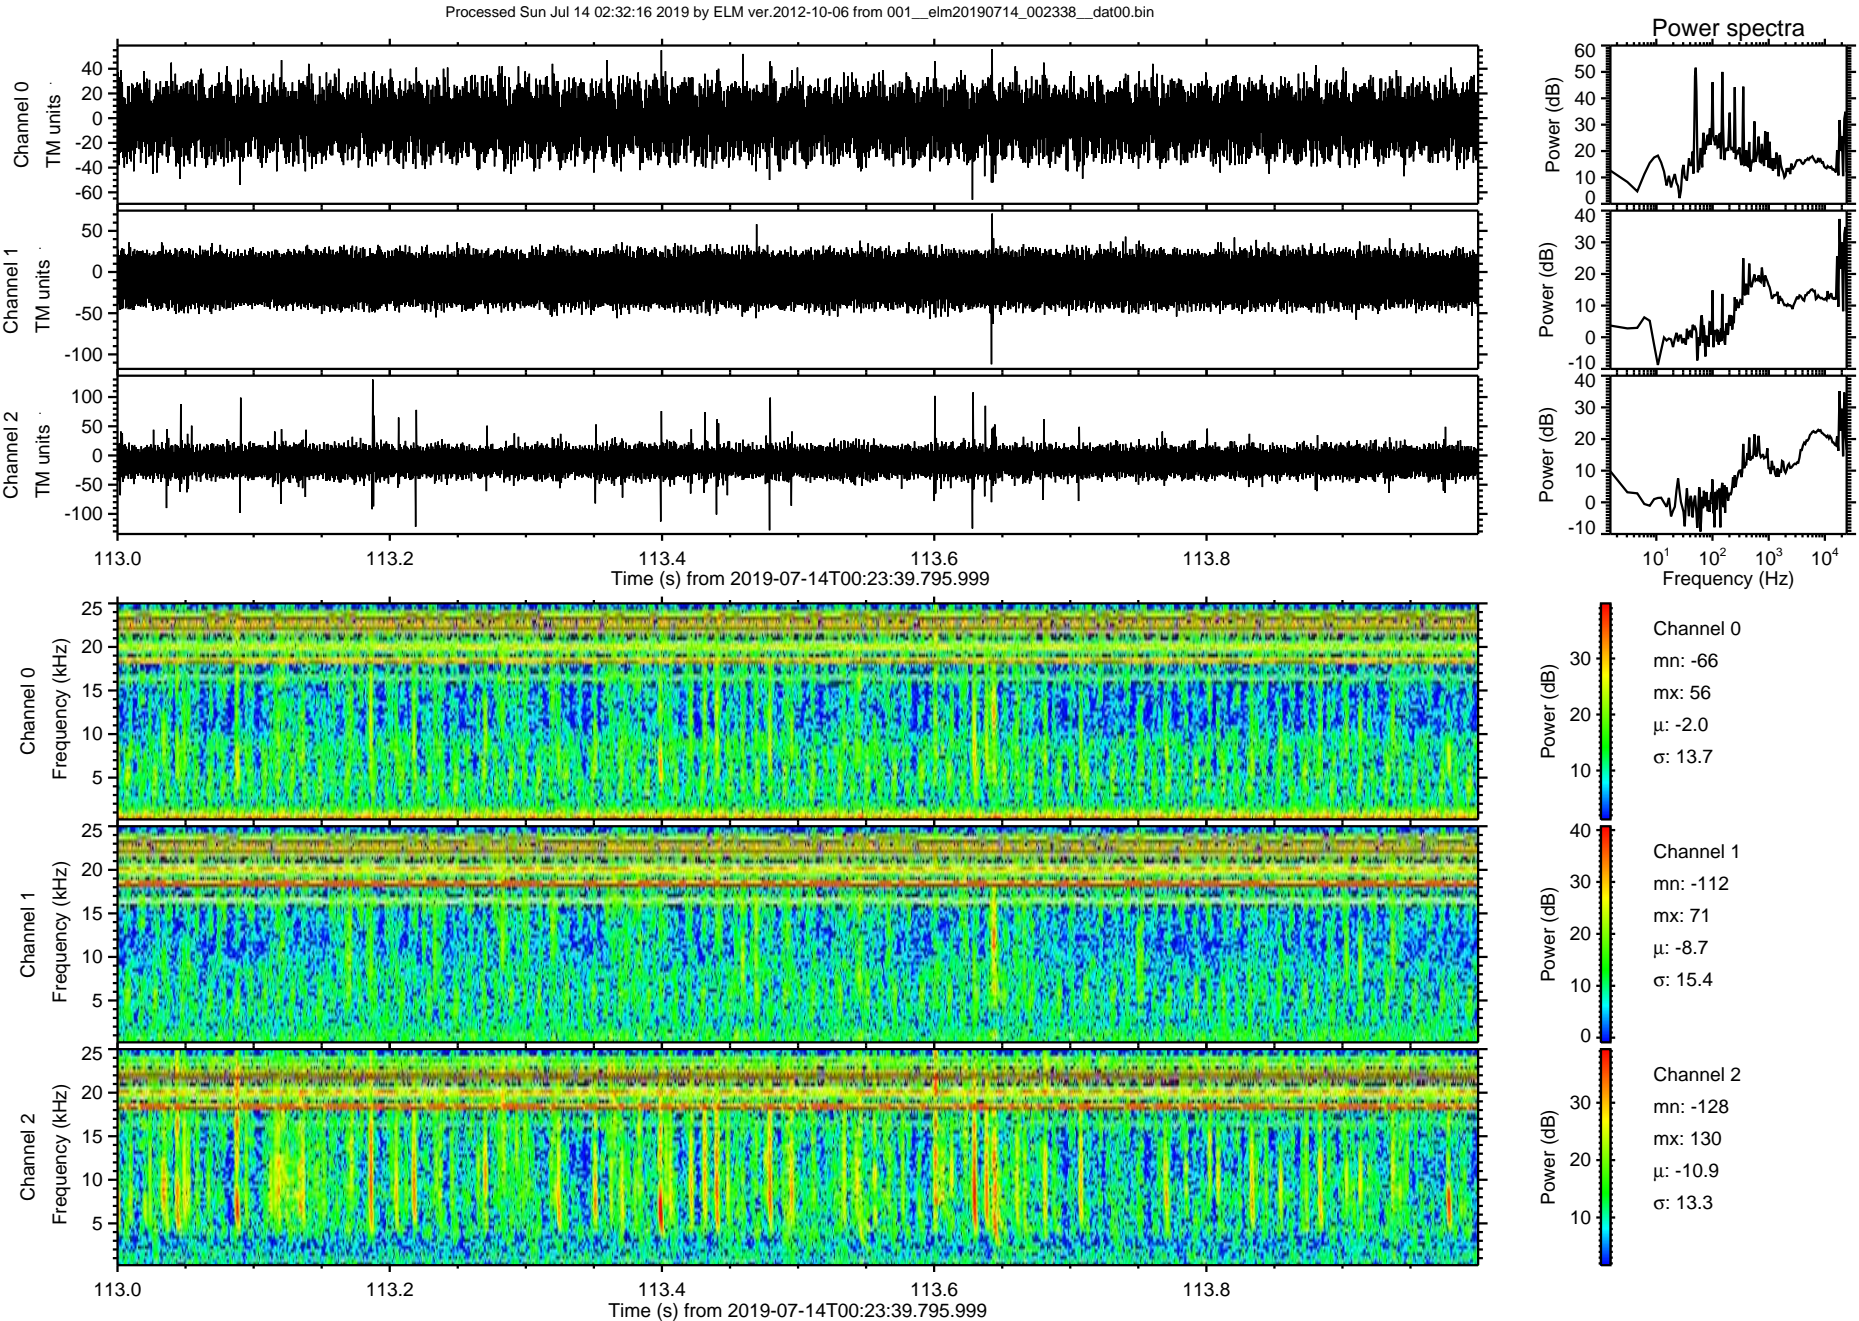 Processed Sun Jul 14 02:32:16 2019 by ELM ver.2012-10-06 from 001__elm20190714_002338__dat00.bin
Power spectra
Channel 0
TM units
40
20
0
-20
-40
-60
Power (dB)
60
50
40
30
20
10
0
Channel 1
TM units
50
0
-50
-100
Power (dB)
40
30
20
10
0
-10
Channel 2
TM units
100
50
0
-50
-100
Power (dB)
40
30
20
10
0
-10
113.0 113.2 113.4 113.6 113.8
Time (s) from 2019-07-14T00:23:39.795.999
10^1 10^2 10^3 10^4
Frequency (Hz)
Channel 0
Frequency (kHz)
25
20
15
10
5
Power (dB)
30
20
10
Channel 0
mn: -66
mx: 56
μ: -2.0
σ: 13.7
Channel 1
Frequency (kHz)
25
20
15
10
5
Power (dB)
40
30
20
10
0
Channel 1
mn: -112
mx: 71
μ: -8.7
σ: 15.4
Channel 2
Frequency (kHz)
25
20
15
10
5
Power (dB)
30
20
10
Channel 2
mn: -128
mx: 130
μ: -10.9
σ: 13.3
113.0 113.2 113.4 113.6 113.8
Time (s) from 2019-07-14T00:23:39.795.999